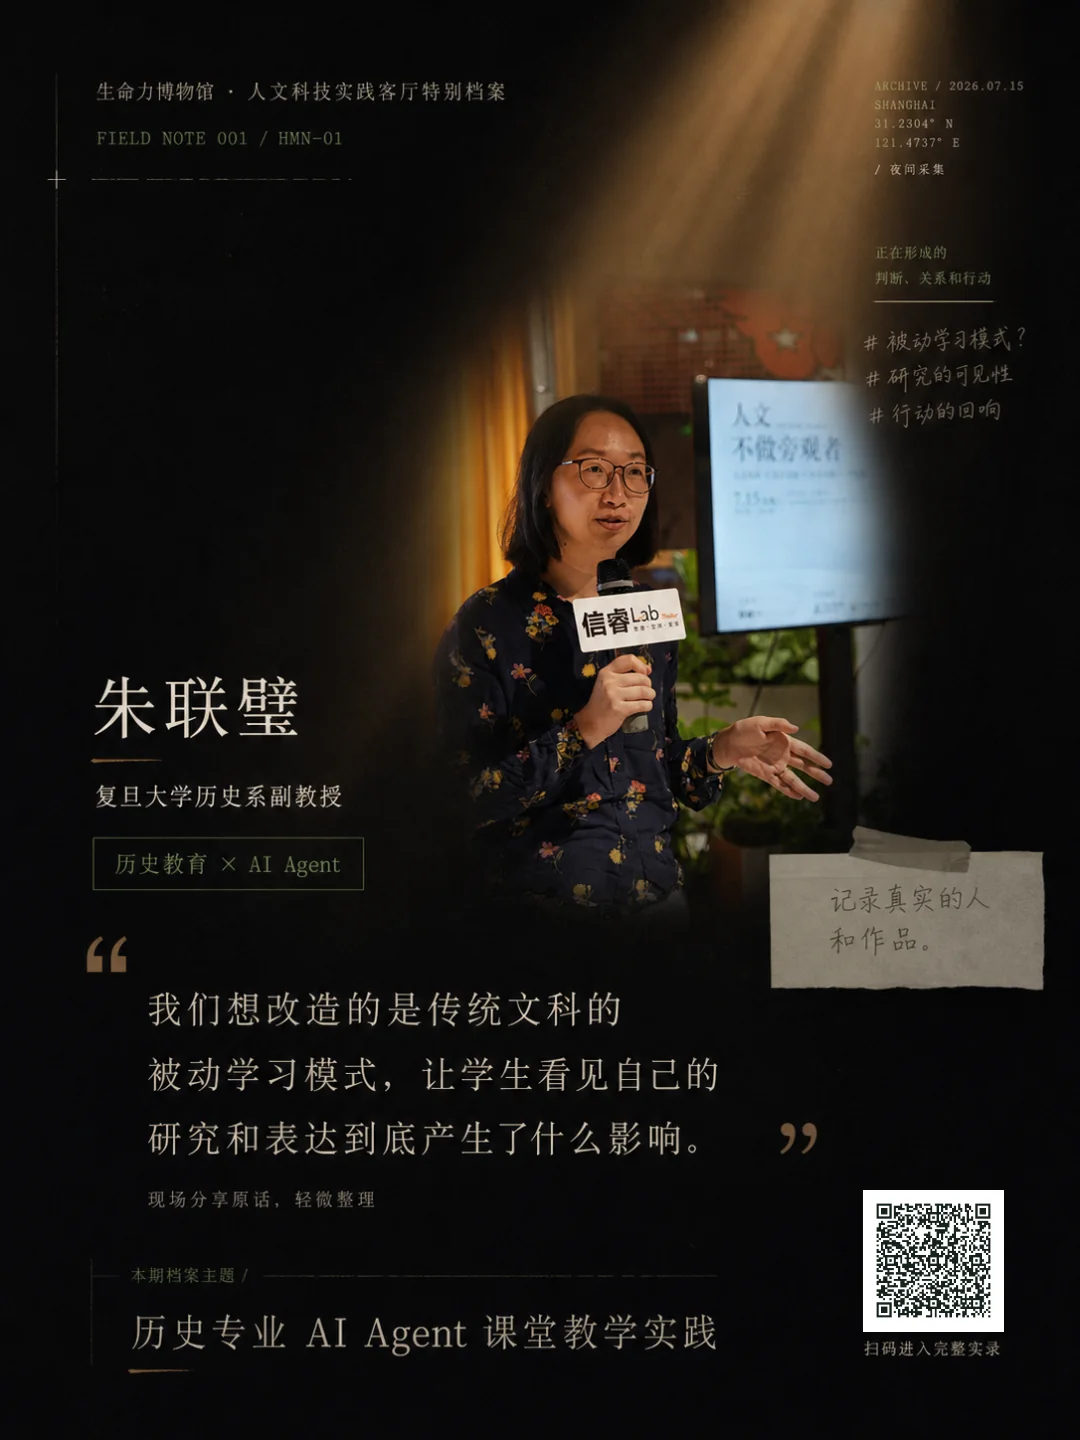 生命力博物馆 · 人文科技实践客厅特别档案
FIELD NOTE 001 / HMN-01
ARCHIVE / 2026.07.15
SHANGHAI
31.2304° N
121.4737° E
/ 夜间采集
正在形成的
判断、关系和行动
# 被动学习模式？
# 研究的可见性
# 行动的回响
人文
不做旁观者
7.15
信睿Lab
朱联璧
复旦大学历史系副教授
历史教育 × AI Agent
记录真实的人
和作品。
“
我们想改造的是传统文科的
被动学习模式，让学生看见自己的
研究和表达到底产生了什么影响。
”
现场分享原话，轻微整理
本期档案主题 /
历史专业 AI Agent 课堂教学实践
扫码进入完整实录